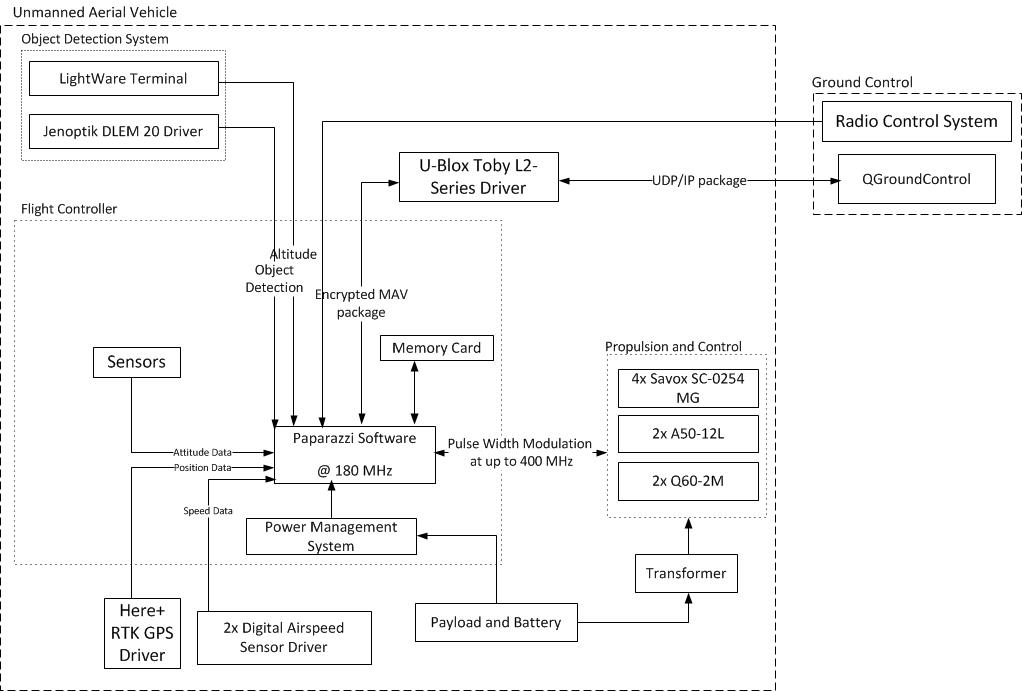 Unmanned Aerial Vehicle
Object Detection System
LightWare Terminal
Jenoptik DLEM 20 Driver
Ground Control
Radio Control System
QGroundControl
U-Blox Toby L2-
Series Driver
UDP/IP package
Flight Controller
Altitude
Object
Detection
Encrypted MAV
package
Memory Card
Sensors
Propulsion and Control
4x Savox SC-0254
MG
2x A50-12L
2x Q60-2M
Paparazzi Software
@ 180 MHz
Pulse Width Modulation
at up to 400 MHz
Attitude Data
Position Data
Speed Data
Power Management
System
Transformer
Payload and Battery
Here+
RTK GPS
Driver
2x Digital Airspeed
Sensor Driver